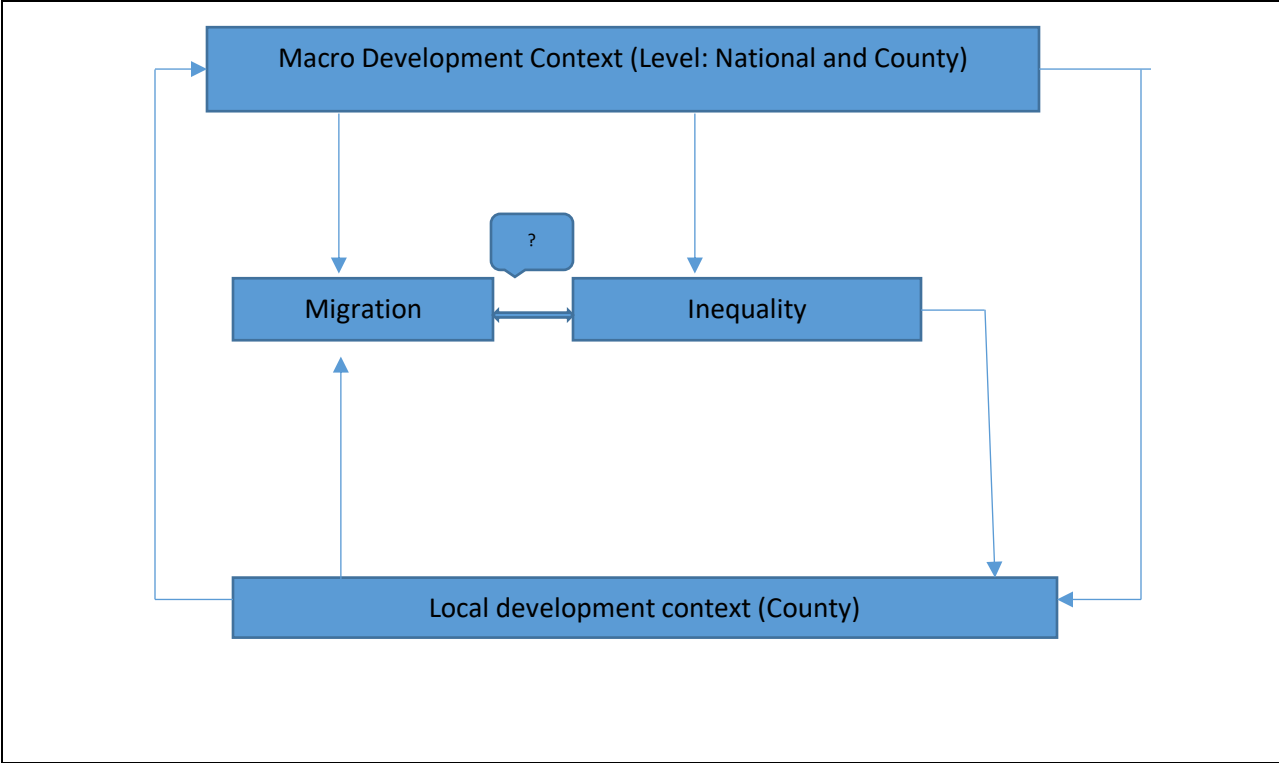 Macro Development Context (Level: National and County)
?
Migration
Inequality
Local development context (County)